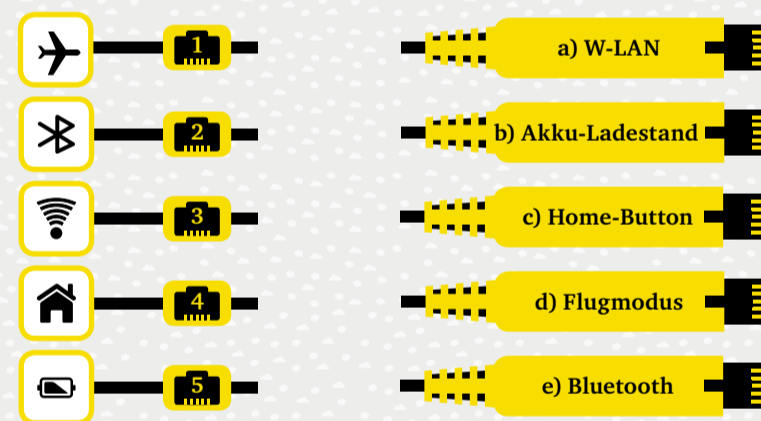 1 a) W-LAN
2 b) Akku-Ladestand
3 c) Home-Button
4 d) Flugmodus
5 e) Bluetooth